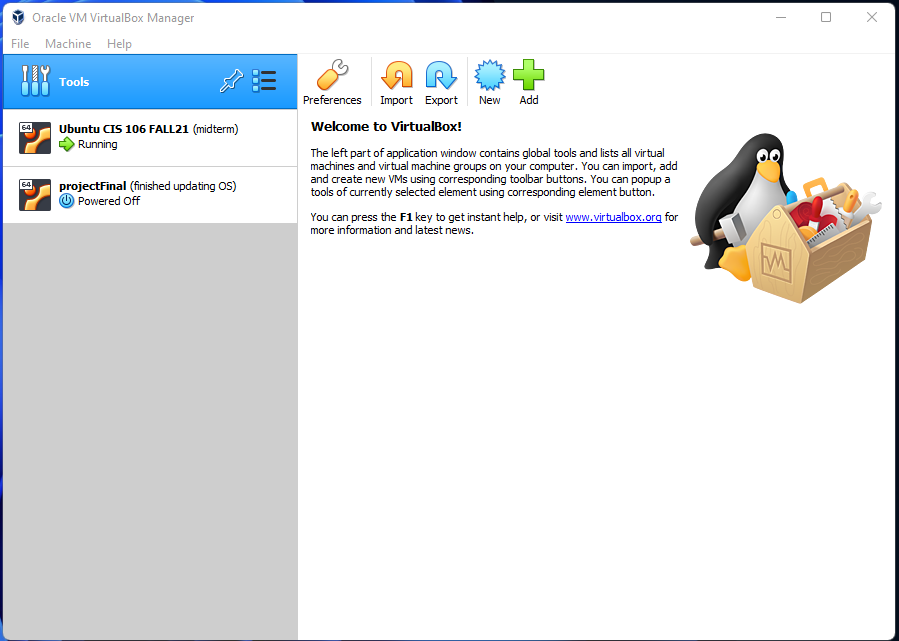 Oracle VM VirtualBox Manager
File Machine Help
Tools
64
Ubuntu CIS 106 FALL21 (midterm)
Running
64
projectFinal (finished updating OS)
Powered Off
Preferences Import Export New Add
Welcome to VirtualBox!
The left part of application window contains global tools and lists all virtual
machines and virtual machine groups on your computer. You can import, add
and create new VMs using corresponding toolbar buttons. You can popup a
tools of currently selected element using corresponding element button.
You can press the F1 key to get instant help, or visit www.virtualbox.org for
more information and latest news.